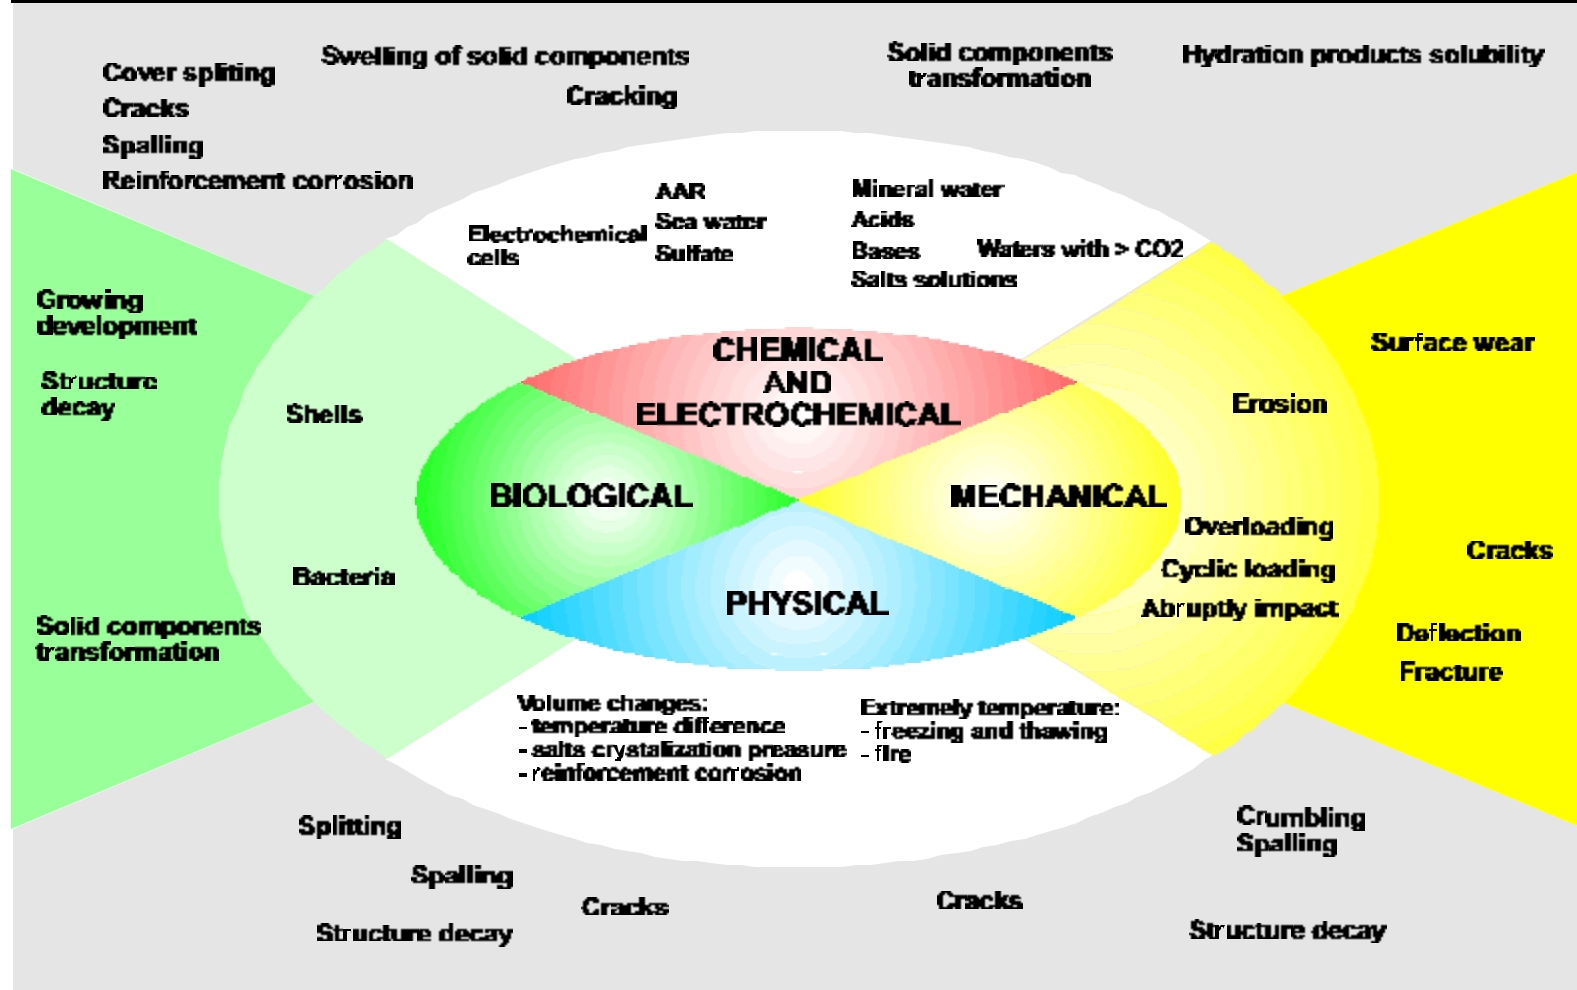 Swelling of solid components
Solid components
transformation
Hydration products solubility
Cover spliting
Cracks
Spalling
Reinforcement corrosion
Cracking
AAR
Sea water
Sulfate
Electrochemical
cells
Mineral water
Acids
Bases
Salts solutions
Waters with > CO2
Growing
development
Structure
decay
Solid components
transformation
Shells
Bacteria
CHEMICAL
AND
ELECTROCHEMICAL
BIOLOGICAL
MECHANICAL
PHYSICAL
Erosion
Overloading
Cyclic loading
Abruptly impact
Surface wear
Cracks
Deflection
Fracture
Volume changes:
- temperature difference
- salts crystalization preasure
- reinforcement corrosion
Extremely temperature:
- freezing and thawing
- fire
Splitting
Spalling
Structure decay
Cracks
Cracks
Crumbling
Spalling
Structure decay